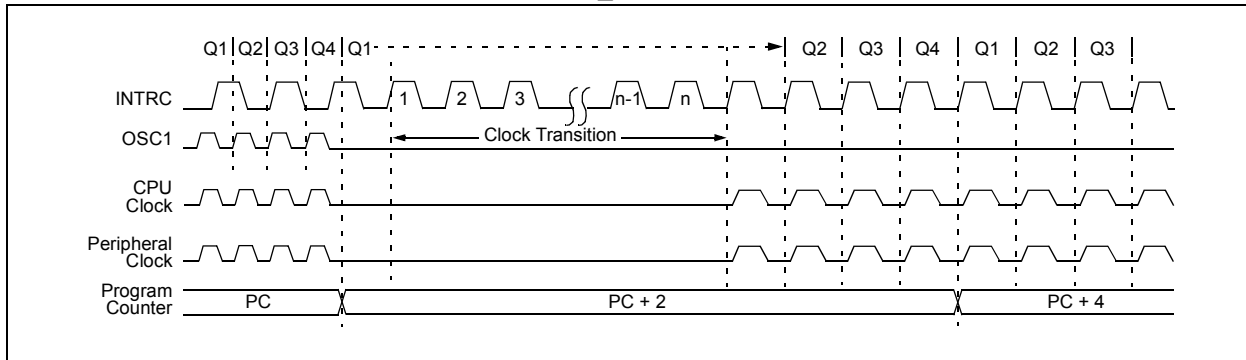 Q1 Q2 Q3 Q4 Q1 Q2 Q3 Q4 Q1 Q2 Q3
INTRC
1 2 3 n-1 n
OSC1
Clock Transition
CPU
Clock
Peripheral
Clock
Program
Counter
PC PC + 2 PC + 4